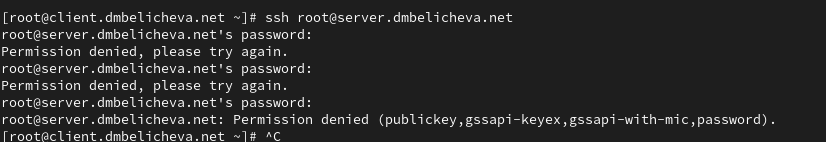 [root@client.dmbelicheva.net ~]# ssh root@server.dmbelicheva.net
root@server.dmbelicheva.net's password:
Permission denied, please try again.
root@server.dmbelicheva.net's password:
Permission denied, please try again.
root@server.dmbelicheva.net's password:
root@server.dmbelicheva.net: Permission denied (publickey,gssapi-keyex,gssapi-with-mic,password).
[root@client.dmbelicheva.net ~]# ^C